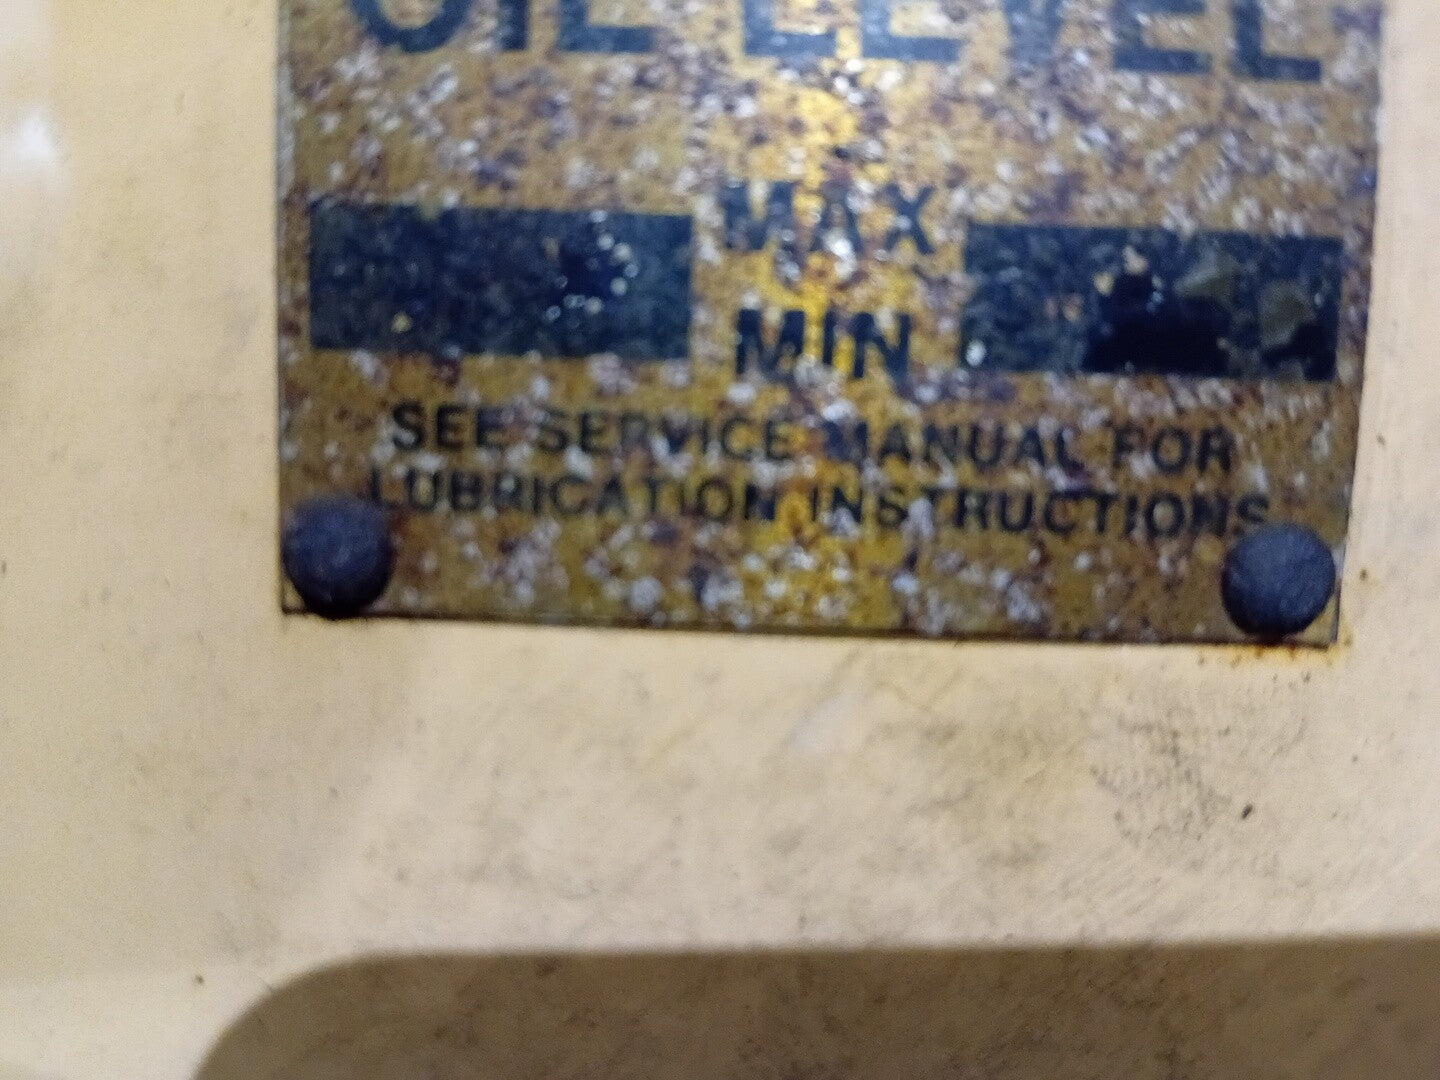 OIL LEVEL
MAX
MIN
SEE SERVICE MANUAL FOR
LUBRICATION INSTRUCTIONS